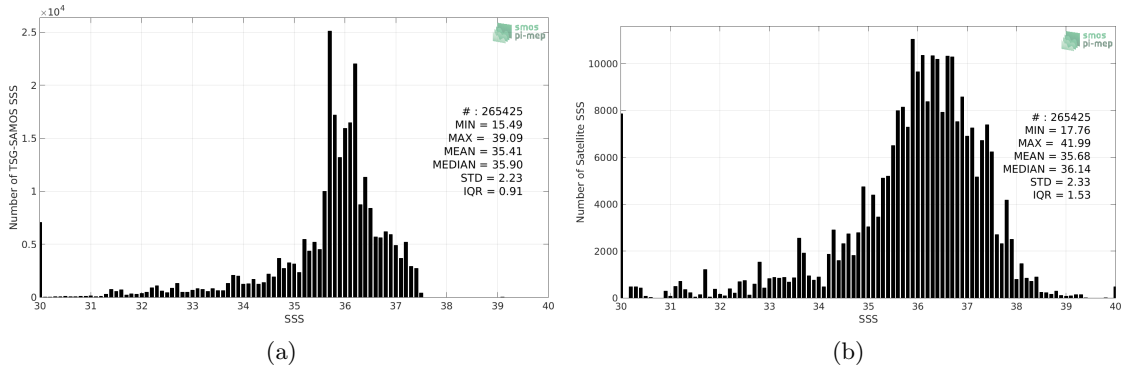 ×10⁴
smos
pi-mep
2.5
2
1.5
1
0.5
0
Number of TSG-SAMOS SSS
# : 265425
MIN = 15.49
MAX = 39.09
MEAN = 35.41
MEDIAN = 35.90
STD = 2.23
IQR = 0.91
30 31 32 33 34 35 36 37 38 39 40
SSS
(a)
smos
pi-mep
10000
8000
6000
4000
2000
0
Number of Satellite SSS
# : 265425
MIN = 17.76
MAX = 41.99
MEAN = 35.68
MEDIAN = 36.14
STD = 2.33
IQR = 1.53
30 31 32 33 34 35 36 37 38 39 40
SSS
(b)